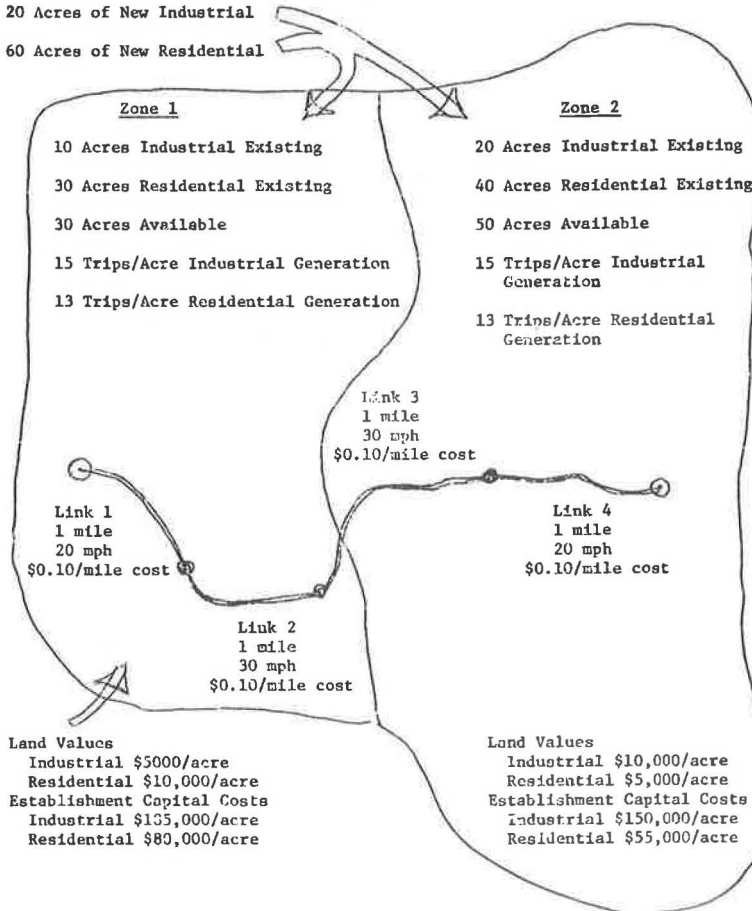 20 Acres of New Industrial
60 Acres of New Residential
Zone 1
10 Acres Industrial Existing
30 Acres Residential Existing
30 Acres Available
15 Trips/Acre Industrial Generation
13 Trips/Acre Residential Generation
Zone 2
20 Acres Industrial Existing
40 Acres Residential Existing
50 Acres Available
15 Trips/Acre Industrial
Generation
13 Trips/Acre Residential
Generation
Link 1
1 mile
20 mph
$0.10/mile cost
Link 2
1 mile
30 mph
$0.10/mile cost
Link 3
1 mile
30 mph
$0.10/mile cost
Link 4
1 mile
20 mph
$0.10/mile cost
Land Values
Industrial $5000/acre
Residential $10,000/acre
Establishment Capital Costs
Industrial $135,000/acre
Residential $80,000/acre
Land Values
Industrial $10,000/acre
Residential $5,000/acre
Establishment Capital Costs
Industrial $150,000/acre
Residential $55,000/acre